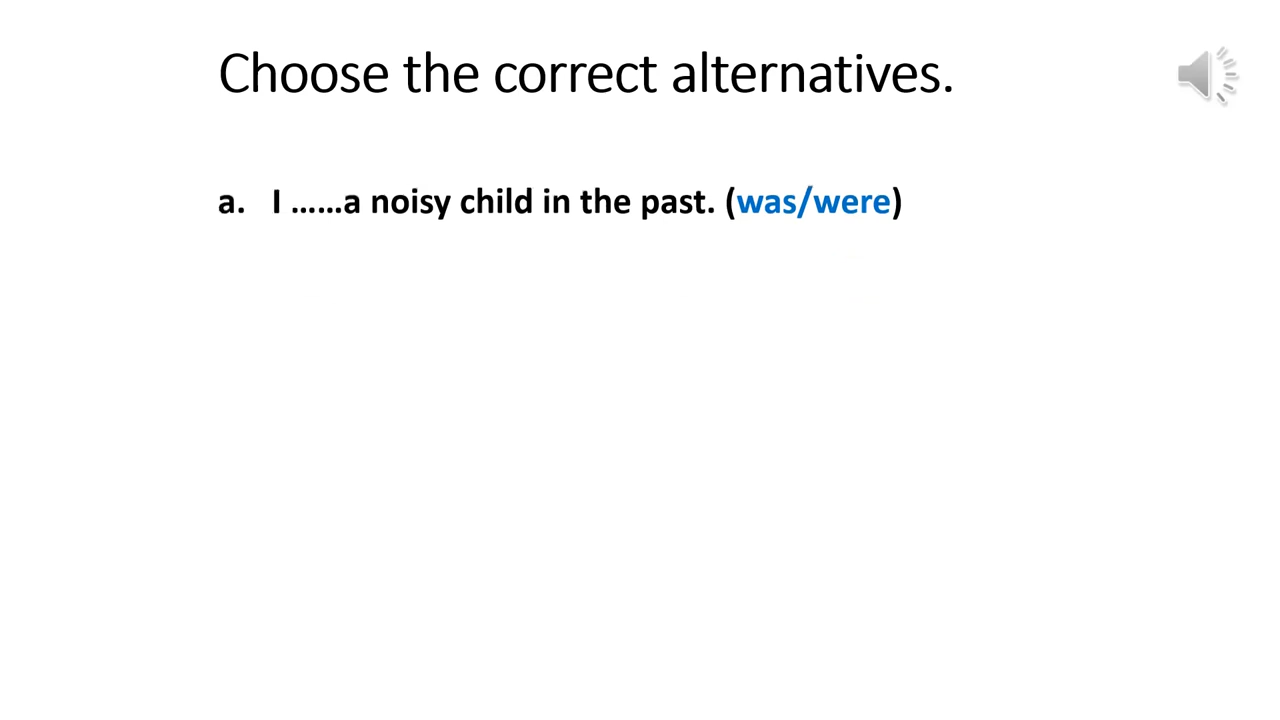 Choose the correct alternatives.
a. I ……a noisy child in the past. (was/were)